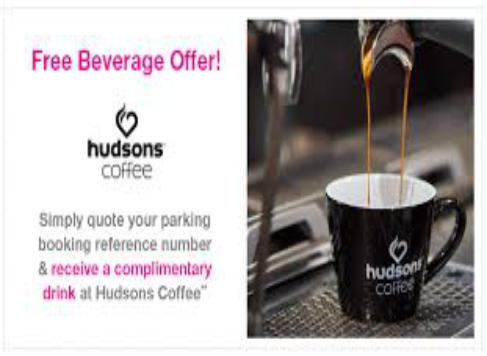 Free Beverage Offer!
hudsons
coffee
Simply quote your parking
booking reference number
& receive a complimentary
drink at Hudsons Coffee"
hudsons
coffee